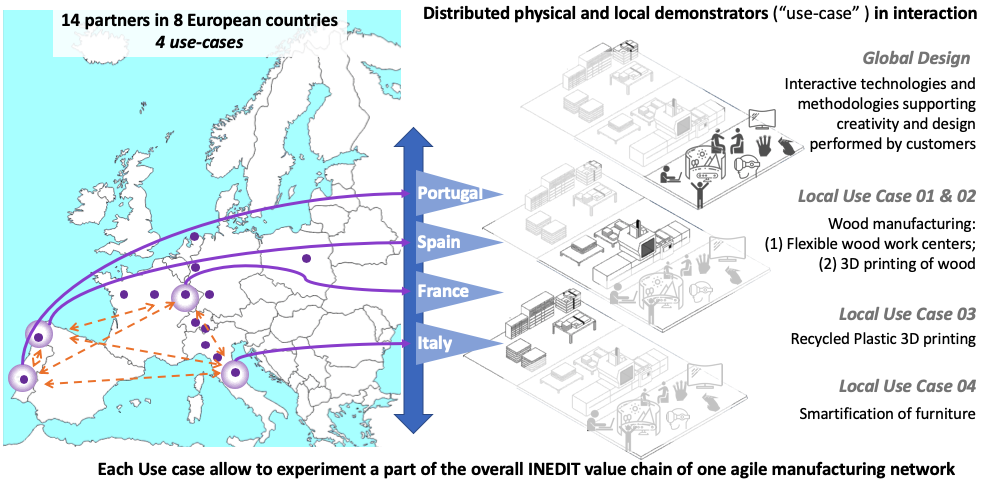 14 partners in 8 European countries
4 use-cases
Distributed physical and local demonstrators (“use-case” ) in interaction
Global Design
Interactive technologies and
methodologies supporting
creativity and design
performed by customers
Portugal
Spain
France
Italy
Local Use Case 01 & 02
Wood manufacturing:
(1) Flexible wood work centers;
(2) 3D printing of wood
Local Use Case 03
Recycled Plastic 3D printing
Local Use Case 04
Smartification of furniture
Each Use case allow to experiment a part of the overall INEDIT value chain of one agile manufacturing network